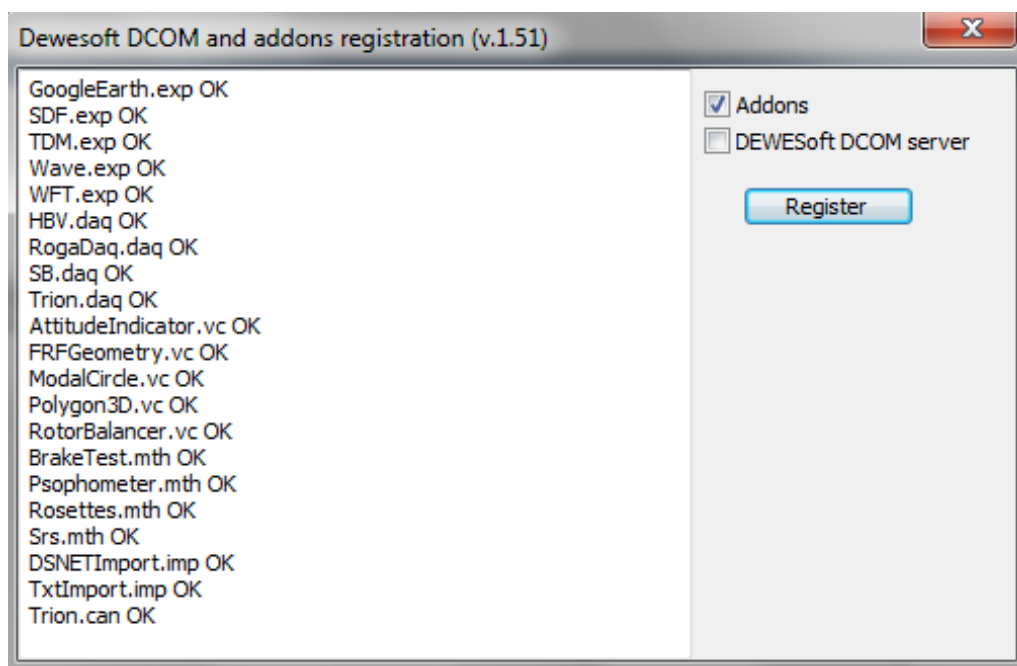 Dewesoft DCOM and addons registration (v.1.51)
GoogleEarth.exp OK
SDF.exp OK
TDM.exp OK
Wave.exp OK
WFT.exp OK
HBV.daq OK
RogaDaq.daq OK
SB.daq OK
Trion.daq OK
AttitudeIndicator.vc OK
FRFGeometry.vc OK
ModalCircle.vc OK
Polygon3D.vc OK
RotorBalancer.vc OK
BrakeTest.mth OK
Psophometer.mth OK
Rosettes.mth OK
Srs.mth OK
DSNETImport.imp OK
TxtImport.imp OK
Trion.can OK
Addons
DEWESoft DCOM server
Register